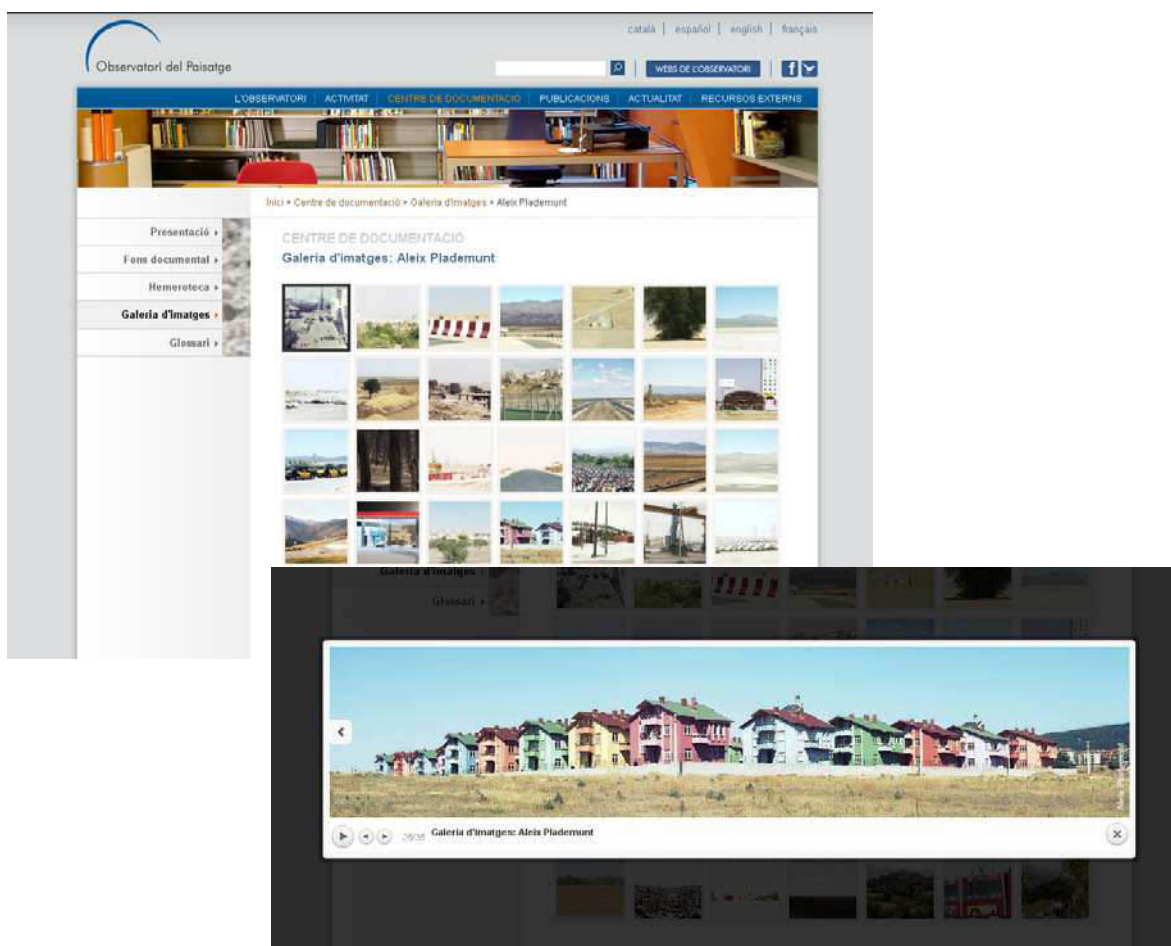 català | español | english | français
Observatori del Paisatge
WEBS DE L'OBSERVATORI
L'OBSERVATORI | ACTIVITAT | CENTRE DE DOCUMENTACIÓ | PUBLICACIONS | ACTUALITAT | RECURSOS EXTERNS
Inici » Centre de documentació » Galeria d'imatges » Aleix Plademunt
Presentació
Fons documental
Hemeroteca
Galeria d'imatges
Glossari
CENTRE DE DOCUMENTACIÓ
Galeria d'imatges: Aleix Plademunt
Galeria d'imatges
Glossari
Galeria d'imatges: Aleix Plademunt